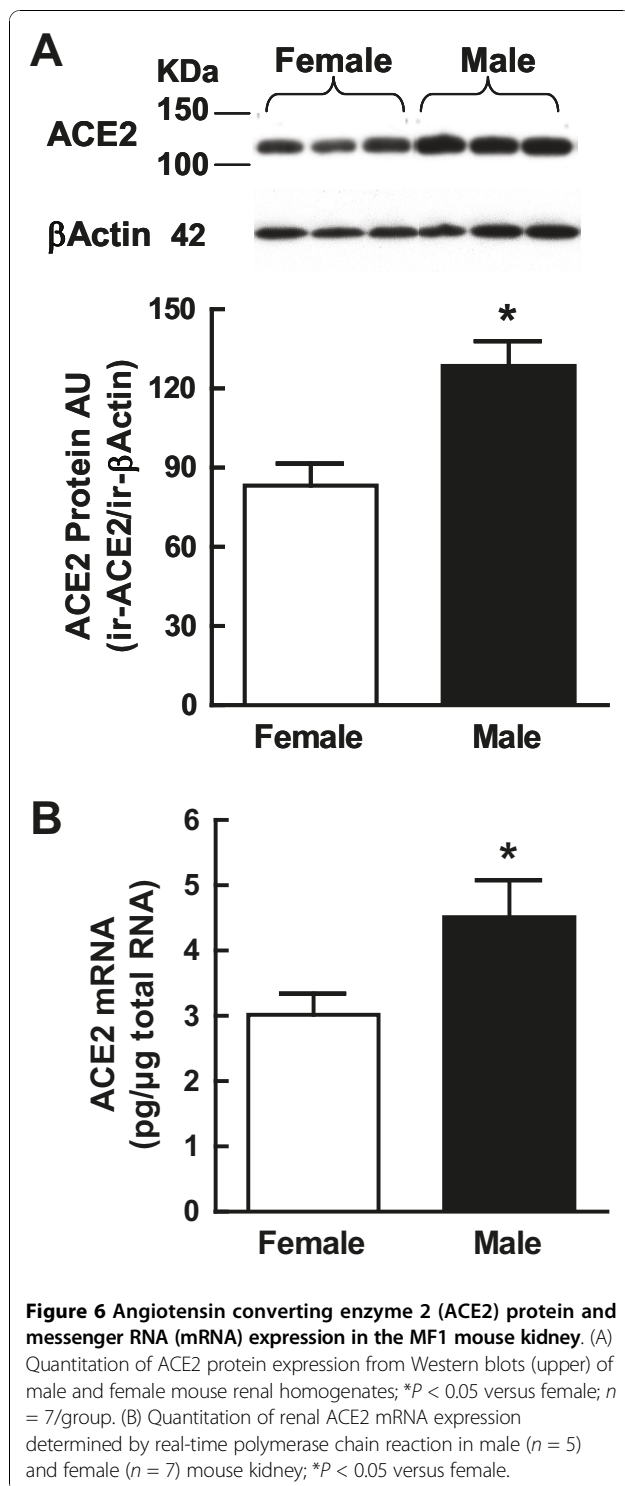 A
KDa
Female Male
150
ACE2
100
βActin 42
150
*
120
90
60
30
0
ACE2 Protein AU
(ir-ACE2/ir-βActin)
Female Male
B
6
*
5
4
3
2
1
0
ACE2 mRNA
(pg/μg total RNA)
Female Male
Figure 6 Angiotensin converting enzyme 2 (ACE2) protein and
messenger RNA (mRNA) expression in the MF1 mouse kidney. (A)
Quantitation of ACE2 protein expression from Western blots (upper) of
male and female mouse renal homogenates; *P < 0.05 versus female; n
= 7/group. (B) Quantitation of renal ACE2 mRNA expression
determined by real-time polymerase chain reaction in male (n = 5)
and female (n = 7) mouse kidney; *P < 0.05 versus female.